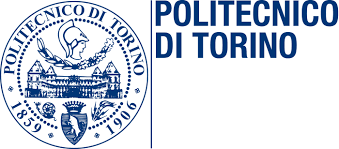 POLITECNICO DI TORINO
1859
1906
POLITECNICO
DI TORINO